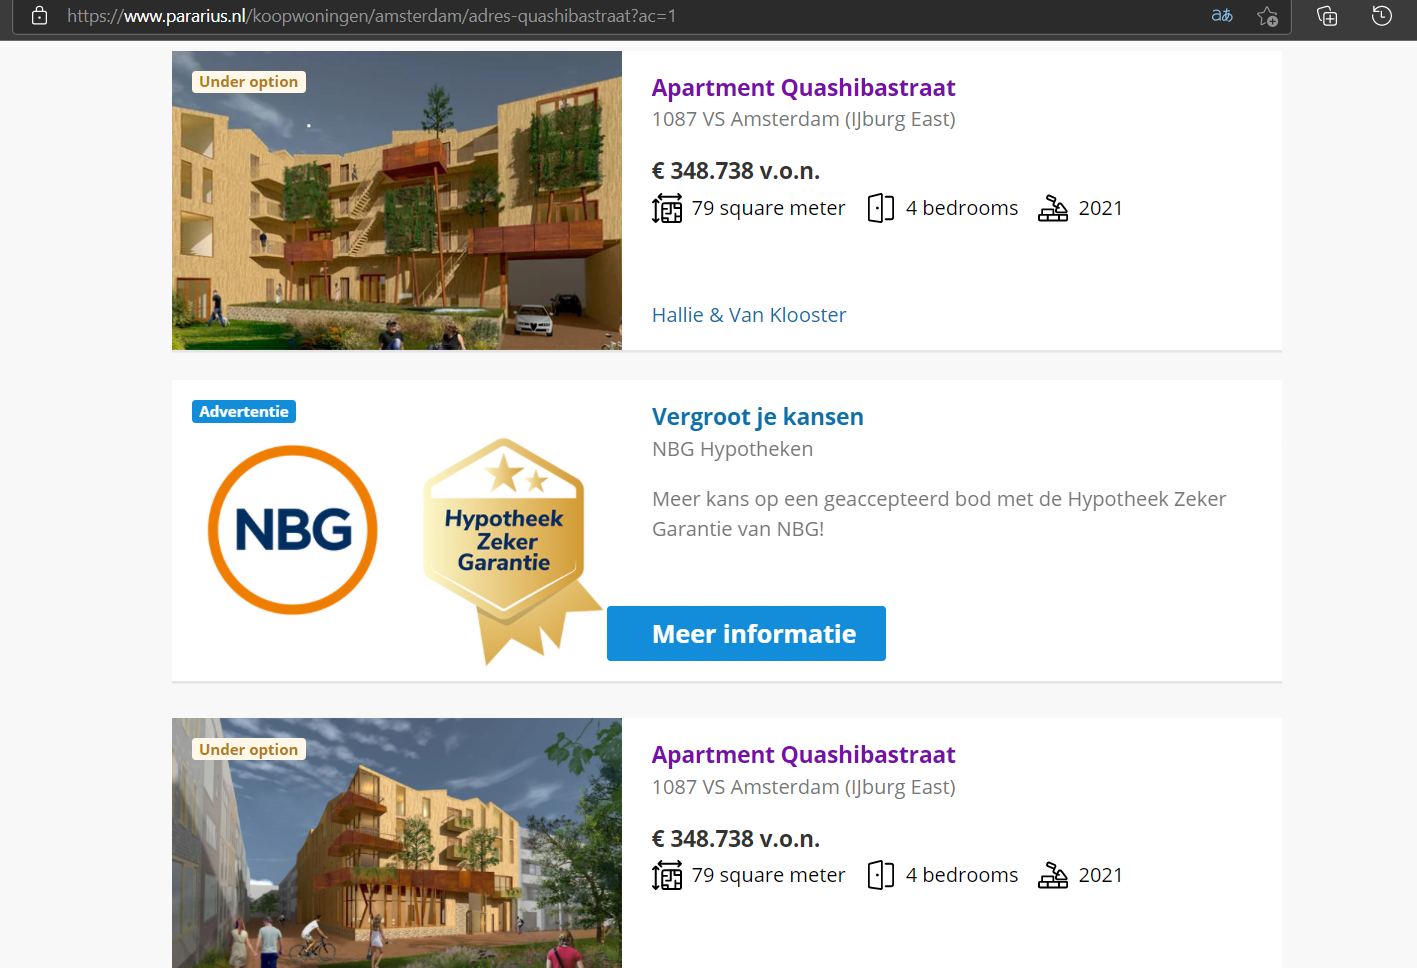 https://www.pararius.nl/koopwoningen/amsterdam/adres-quashibastraat?ac=1
aあ
Under option
Apartment Quashibastraat
1087 VS Amsterdam (IJburg East)
€ 348.738 v.o.n.
79 square meter 4 bedrooms 2021
Hallie & Van Klooster
Advertentie
NBG
Hypotheek
Zeker
Garantie
Vergroot je kansen
NBG Hypotheken
Meer kans op een geaccepteerd bod met de Hypotheek Zeker
Garantie van NBG!
Meer informatie
Under option
Apartment Quashibastraat
1087 VS Amsterdam (IJburg East)
€ 348.738 v.o.n.
79 square meter 4 bedrooms 2021